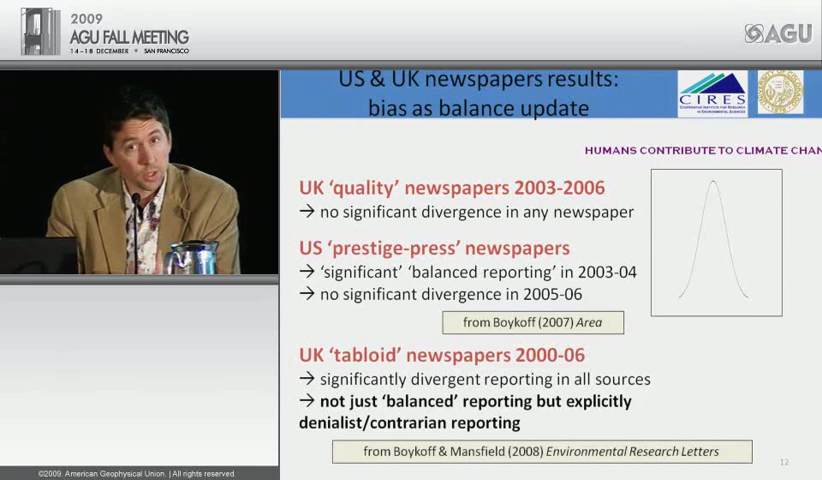 2009
AGU FALL MEETING
14-18 DECEMBER • SAN FRANCISCO
AGU
US & UK newspapers results:
bias as balance update
CIRES
HUMANS CONTRIBUTE TO CLIMATE CHAN
UK ‘quality’ newspapers 2003-2006
→ no significant divergence in any newspaper
US ‘prestige-press’ newspapers
→ ‘significant’ ‘balanced reporting’ in 2003-04
→ no significant divergence in 2005-06
from Boykoff (2007) Area
UK ‘tabloid’ newspapers 2000-06
→ significantly divergent reporting in all sources
→ not just ‘balanced’ reporting but explicitly
denialist/contrarian reporting
from Boykoff & Mansfield (2008) Environmental Research Letters
12
©2009. American Geophysical Union. | All rights reserved.